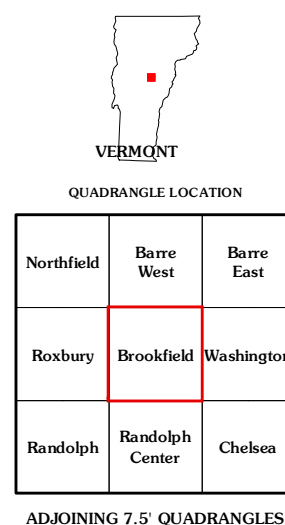 VERMONT
QUADRANGLE LOCATION
Northfield
Barre
West
Barre
East
Roxbury
Brookfield
Washington
Randolph
Randolph
Center
Chelsea
ADJOINING 7.5' QUADRANGLES